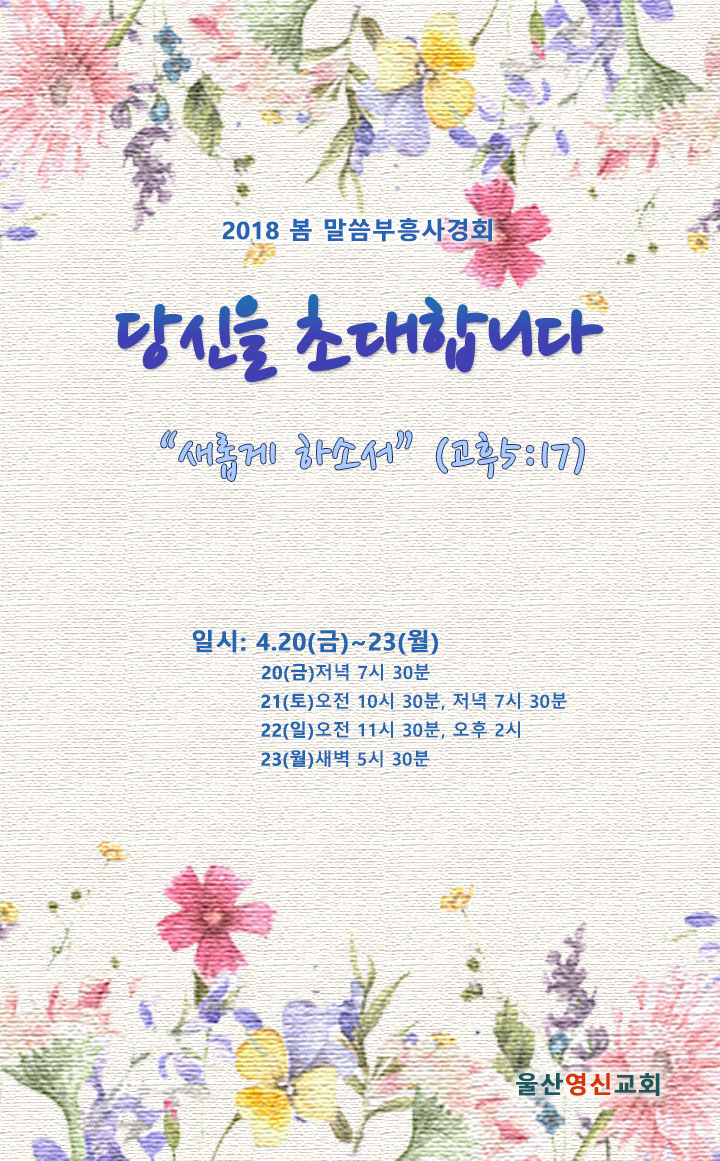 2018 봄 말씀부흥사경회
당신을 초대합니다
“새롭게 하소서” (고후5:17)
일시: 4.20(금)~23(월)
20(금)저녁 7시 30분
21(토)오전 10시 30분, 저녁 7시 30분
22(일)오전 11시 30분, 오후 2시
23(월)새벽 5시 30분
울산영신교회